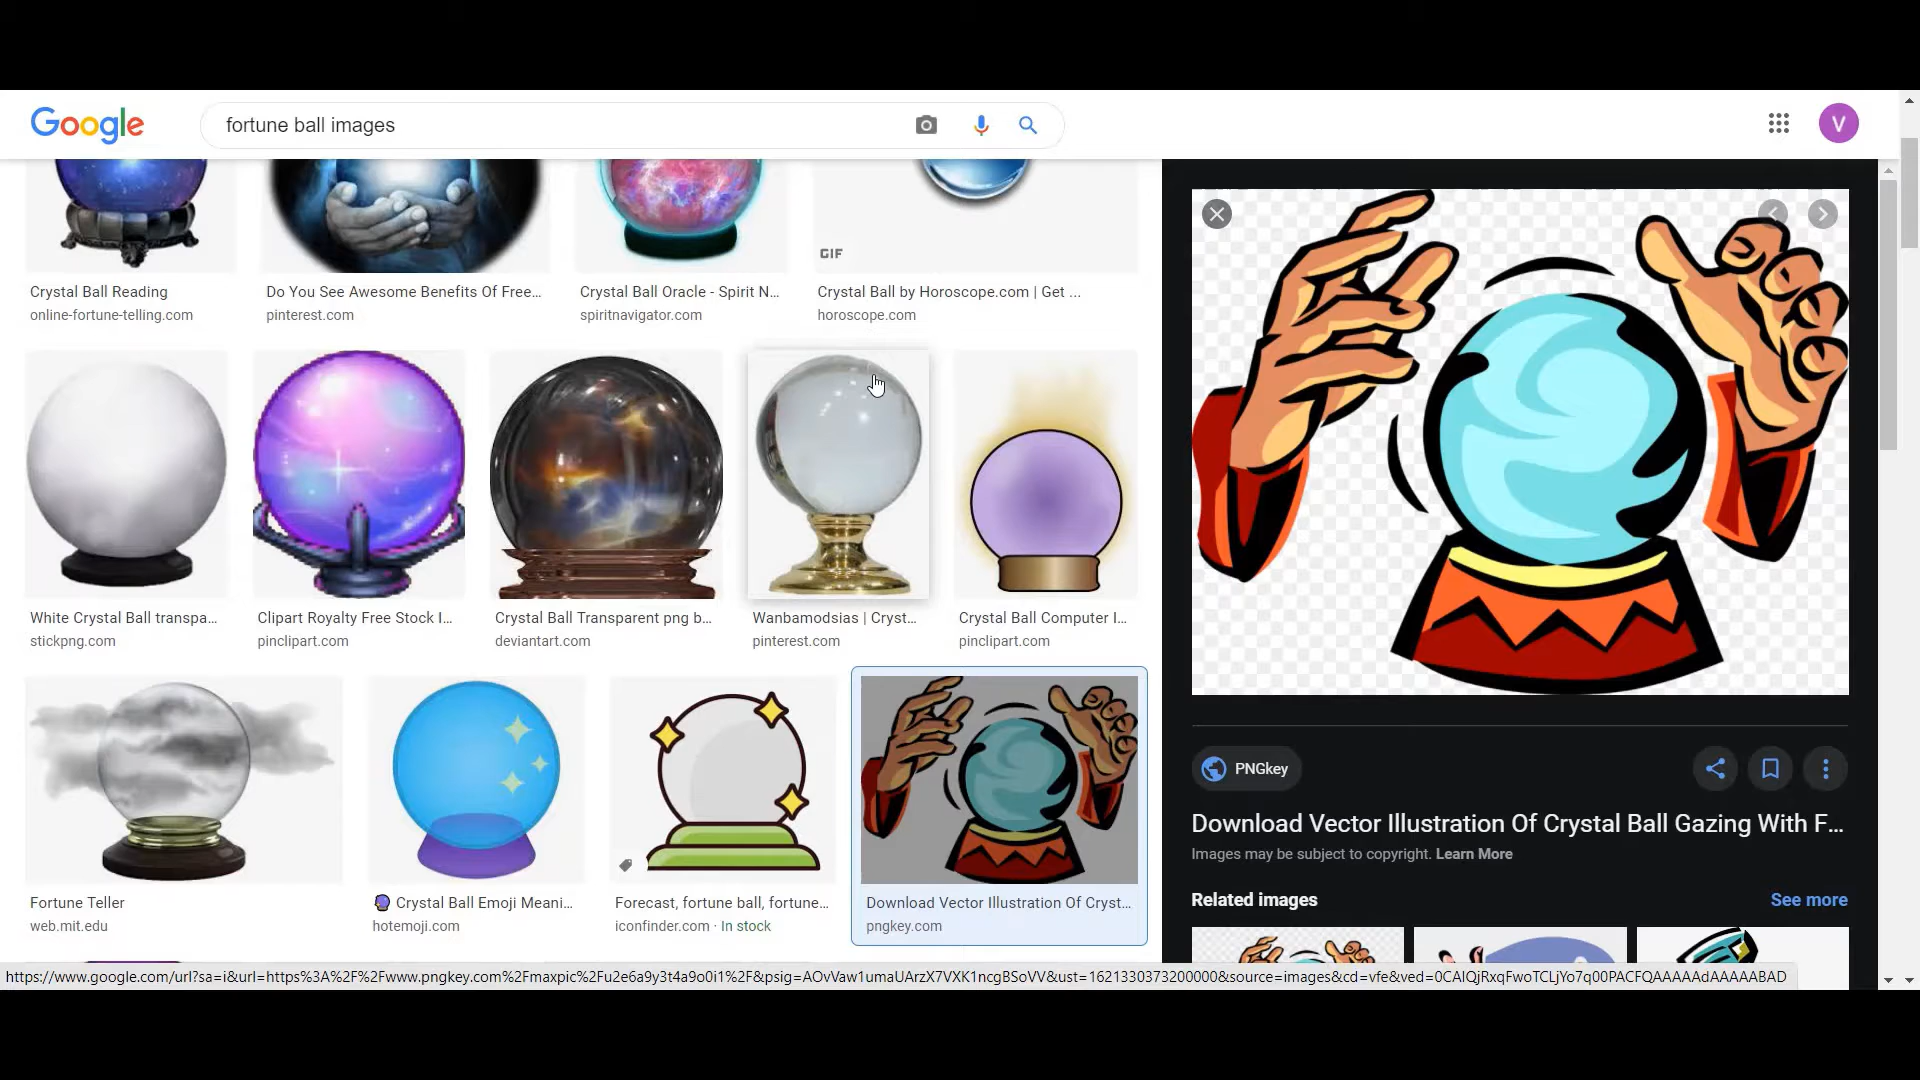 Google
fortune ball images
V
GIF
Crystal Ball Reading
online-fortune-telling.com
Do You See Awesome Benefits Of Free...
pinterest.com
Crystal Ball Oracle - Spirit N...
spiritnavigator.com
Crystal Ball by Horoscope.com | Get ...
horoscope.com
White Crystal Ball transpa...
stickpng.com
Clipart Royalty Free Stock I...
pinclipart.com
Crystal Ball Transparent png b...
deviantart.com
Wanbamodsias | Cryst...
pinterest.com
Crystal Ball Computer I...
pinclipart.com
Fortune Teller
web.mit.edu
Crystal Ball Emoji Meani...
hotemoji.com
Forecast, fortune ball, fortune...
iconfinder.com · In stock
Download Vector Illustration Of Cryst...
pngkey.com
PNGkey
Download Vector Illustration Of Crystal Ball Gazing With F...
Images may be subject to copyright. Learn More
Related images
See more
https://www.google.com/url?sa=i&url=https%3A%2F%2Fwww.pngkey.com%2Fmaxpic%2Fu2e6a9y3t4a9o0i1%2F&psig=AOvVaw1umaUArzX7VXK1ncgBSoVV&ust=1621330373200000&source=images&cd=vfe&ved=0CAIQjRxqFwoTCLjYo7q00PACFQAAAAAdAAAAABAD